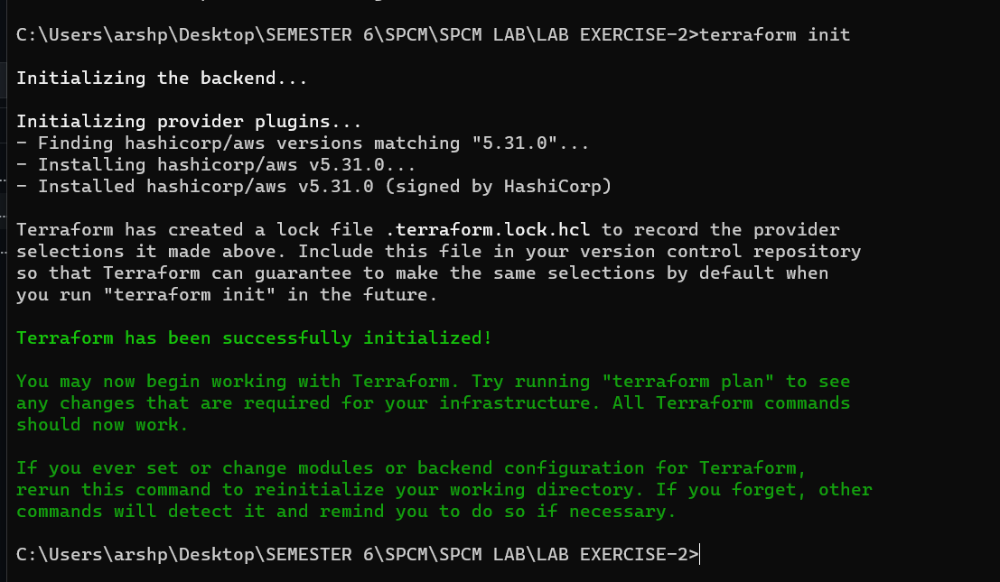 C:\Users\arshp\Desktop\SEMESTER 6\SPCM\SPCM LAB\LAB EXERCISE-2>terraform init
Initializing the backend...
Initializing provider plugins...
- Finding hashicorp/aws versions matching "5.31.0"...
- Installing hashicorp/aws v5.31.0...
- Installed hashicorp/aws v5.31.0 (signed by HashiCorp)
Terraform has created a lock file .terraform.lock.hcl to record the provider
selections it made above. Include this file in your version control repository
so that Terraform can guarantee to make the same selections by default when
you run "terraform init" in the future.
Terraform has been successfully initialized!
You may now begin working with Terraform. Try running "terraform plan" to see
any changes that are required for your infrastructure. All Terraform commands
should now work.
If you ever set or change modules or backend configuration for Terraform,
rerun this command to reinitialize your working directory. If you forget, other
commands will detect it and remind you to do so if necessary.
C:\Users\arshp\Desktop\SEMESTER 6\SPCM\SPCM LAB\LAB EXERCISE-2>